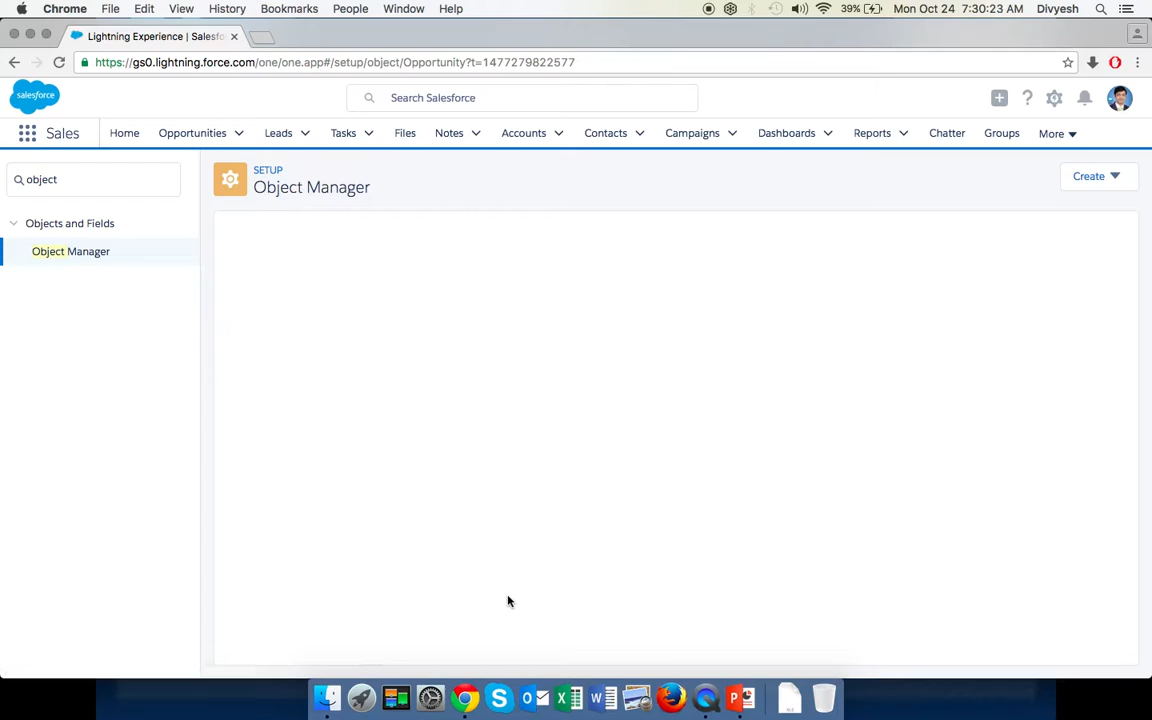 Chrome File Edit View History Bookmarks People Window Help 39% Mon Oct 24 7:30:23 AM Divyesh
Lightning Experience | Salesfo
https://gs0.lightning.force.com/one/one.app#/setup/object/Opportunity?t=1477279822577
salesforce Search Salesforce
Sales Home Opportunities Leads Tasks Files Notes Accounts Contacts Campaigns Dashboards Reports Chatter Groups More
object
SETUP
Object Manager
Create
Objects and Fields
Object Manager